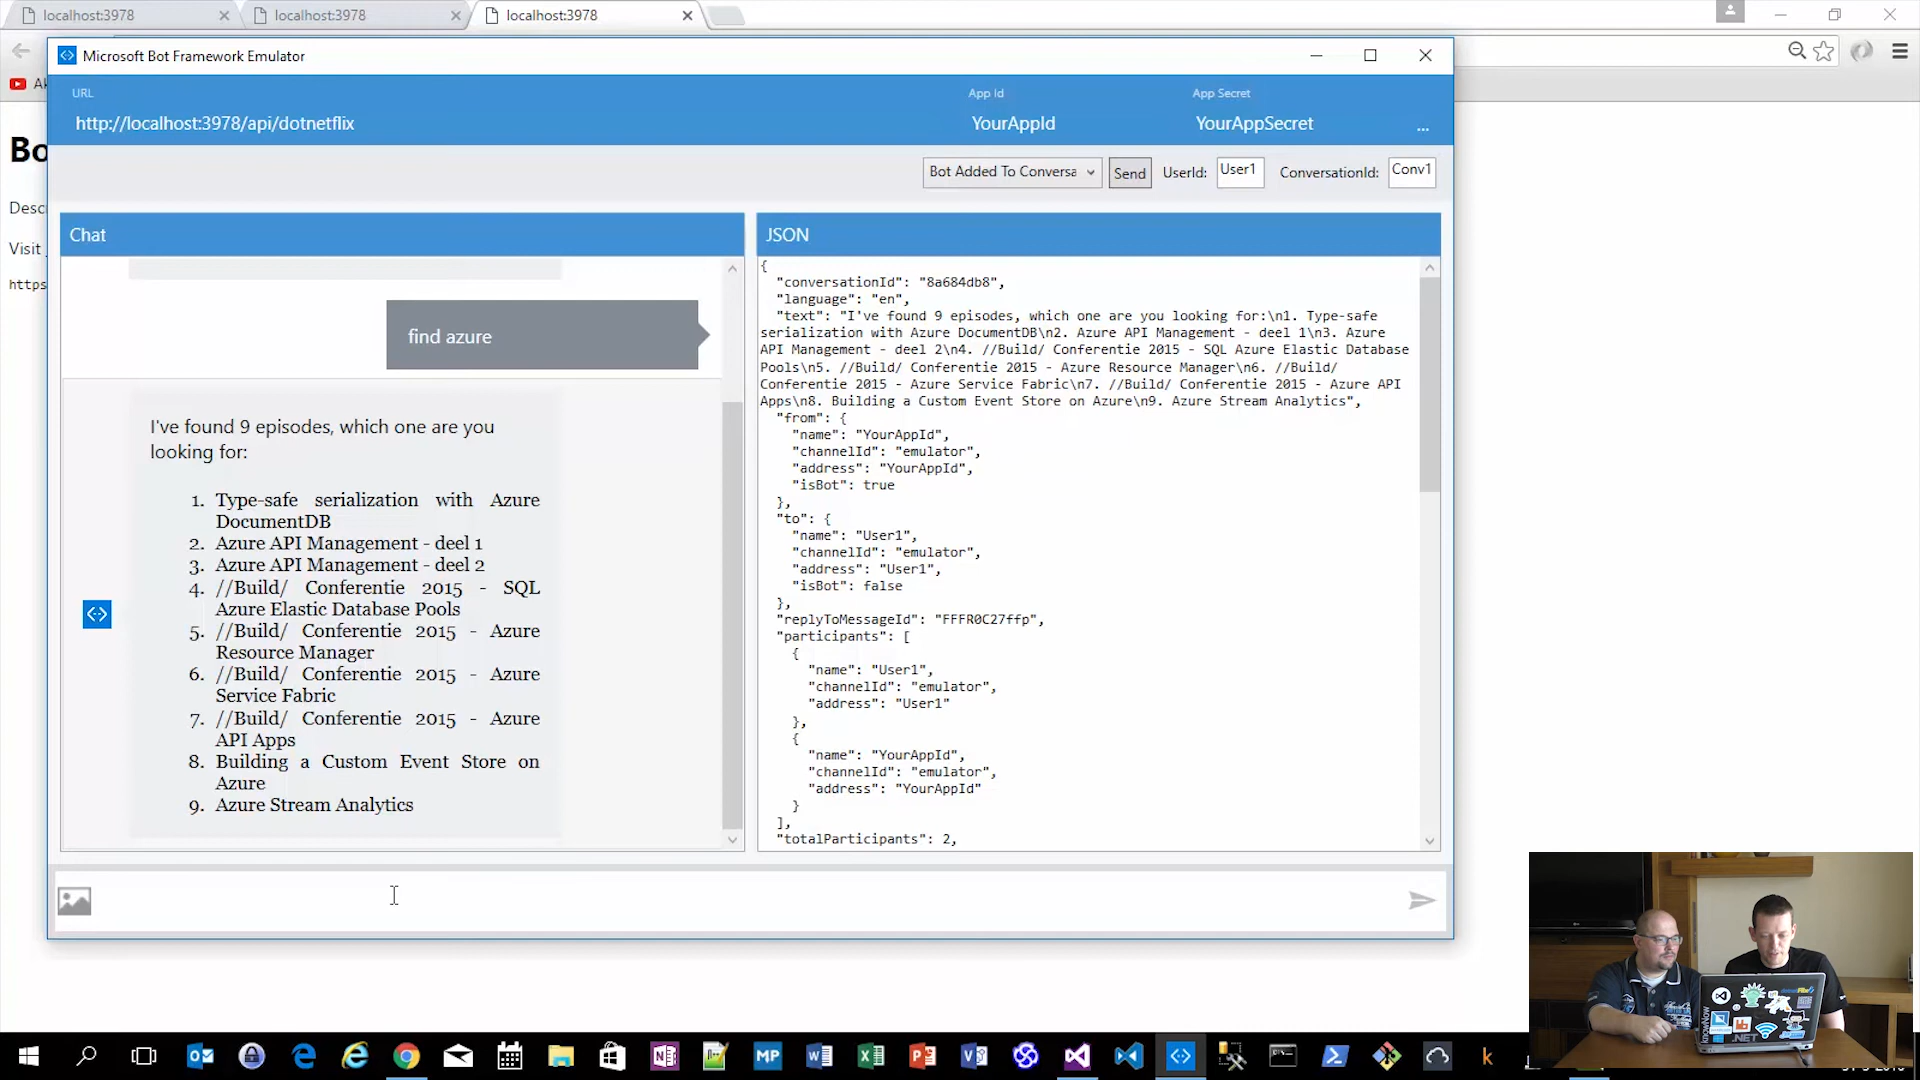 localhost:3978
localhost:3978
localhost:3978
Microsoft Bot Framework Emulator
URL
App Id
App Secret
http://localhost:3978/api/dotnetflix
YourAppId
YourAppSecret
...
Bo
Bot Added To Conversa
Send
UserId:
User1
ConversationId:
Conv1
Desc
Visit
https
Chat
find azure
I've found 9 episodes, which one are you
looking for:
1. Type-safe serialization with Azure
DocumentDB
2. Azure API Management - deel 1
3. Azure API Management - deel 2
4. //Build/ Conferentie 2015 - SQL
Azure Elastic Database Pools
5. //Build/ Conferentie 2015 - Azure
Resource Manager
6. //Build/ Conferentie 2015 - Azure
Service Fabric
7. //Build/ Conferentie 2015 - Azure
API Apps
8. Building a Custom Event Store on
Azure
9. Azure Stream Analytics
JSON
{
"conversationId": "8a684db8",
"language": "en",
"text": "I've found 9 episodes, which one are you looking for:\n1. Type-safe
serialization with Azure DocumentDB\n2. Azure API Management - deel 1\n3. Azure
API Management - deel 2\n4. //Build/ Conferentie 2015 - SQL Azure Elastic Database
Pools\n5. //Build/ Conferentie 2015 - Azure Resource Manager\n6. //Build/
Conferentie 2015 - Azure Service Fabric\n7. //Build/ Conferentie 2015 - Azure API
Apps\n8. Building a Custom Event Store on Azure\n9. Azure Stream Analytics",
"from": {
"name": "YourAppId",
"channelId": "emulator",
"address": "YourAppId",
"isBot": true
},
"to": {
"name": "User1",
"channelId": "emulator",
"address": "User1",
"isBot": false
},
"replyToMessageId": "FFFR0C27ffp",
"participants": [
{
"name": "User1",
"channelId": "emulator",
"address": "User1"
},
{
"name": "YourAppId",
"channelId": "emulator",
"address": "YourAppId"
}
],
"totalParticipants": 2,
.NET